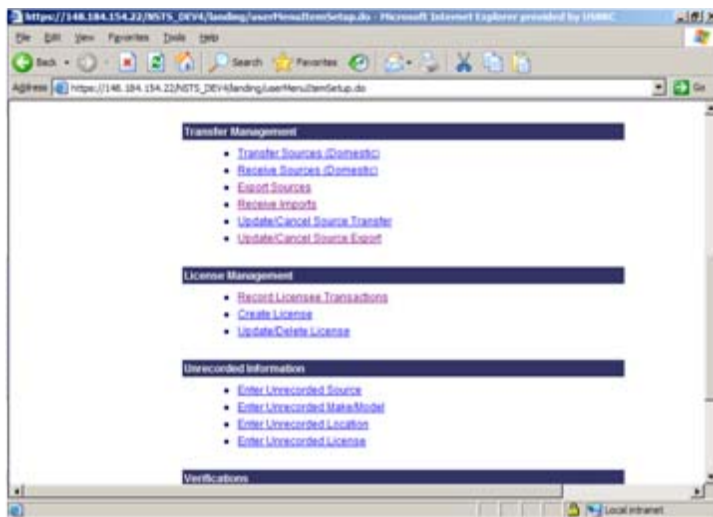 https://148.184.154.22/NSTS_DEV4/landing/userMenuItemSetup.do - Microsoft Internet Explorer provided by USNRC
File Edit View Favorites Tools Help
Back Search Favorites
Address https://148.184.154.22/NSTS_DEV4/landing/userMenuItemSetup.do Go
Transfer Management
Transfer Sources (Domestic)
Receive Sources (Domestic)
Export Sources
Receive Imports
Update/Cancel Source Transfer
Update/Cancel Source Export
License Management
Record Licensee Transactions
Create License
Update/Delete License
Unrecorded Information
Enter Unrecorded Source
Enter Unrecorded Make/Model
Enter Unrecorded Location
Enter Unrecorded License
Verifications
Local intranet